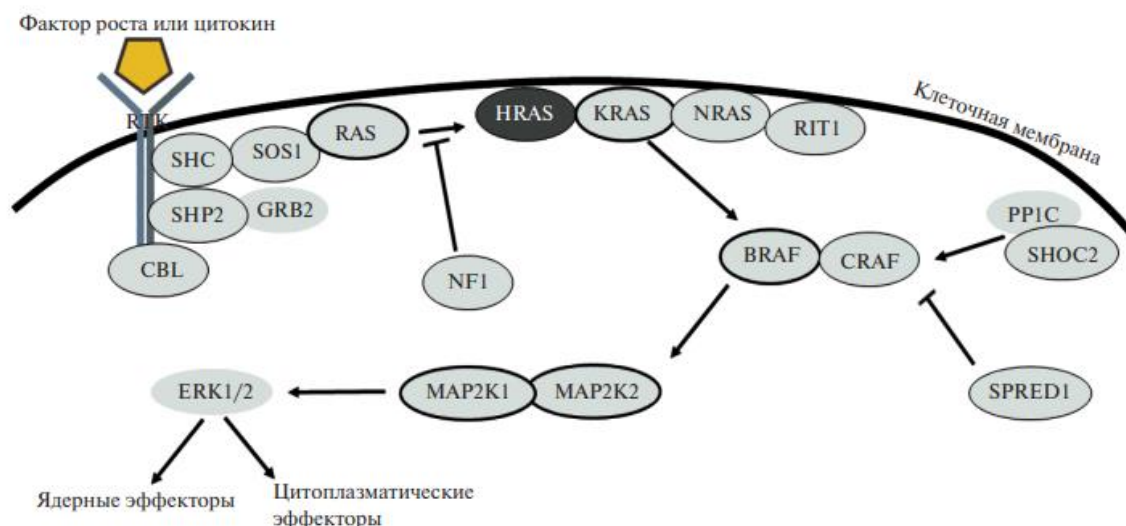 Фактор роста или цитокин
RTK
SHC
SOS1
RAS
HRAS
KRAS
NRAS
RIT1
Клеточная мембрана
SHP2
GRB2
CBL
NF1
BRAF
CRAF
PP1C
SHOC2
ERK1/2
MAP2K1
MAP2K2
SPRED1
Ядерные эффекторы
Цитоплазматические
эффекторы